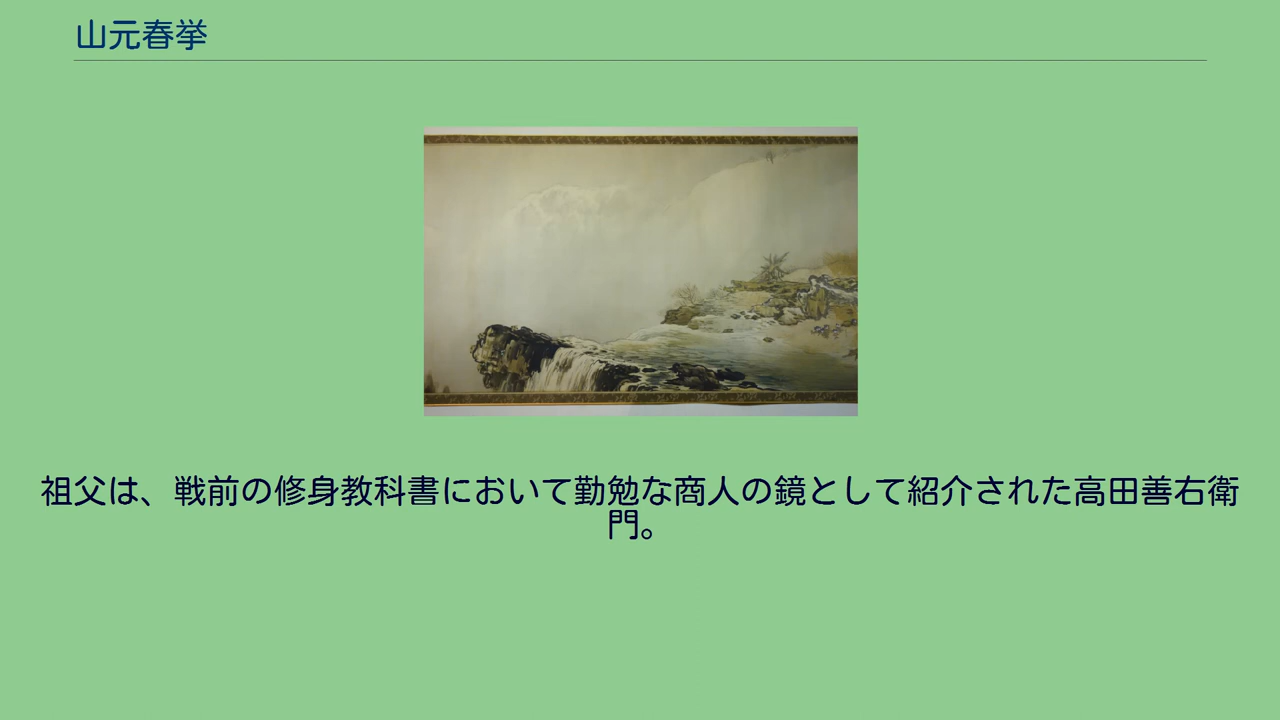 山元春挙
祖父は、戦前の修身教科書において勤勉な商人の鏡として紹介された高田善右衛
門。